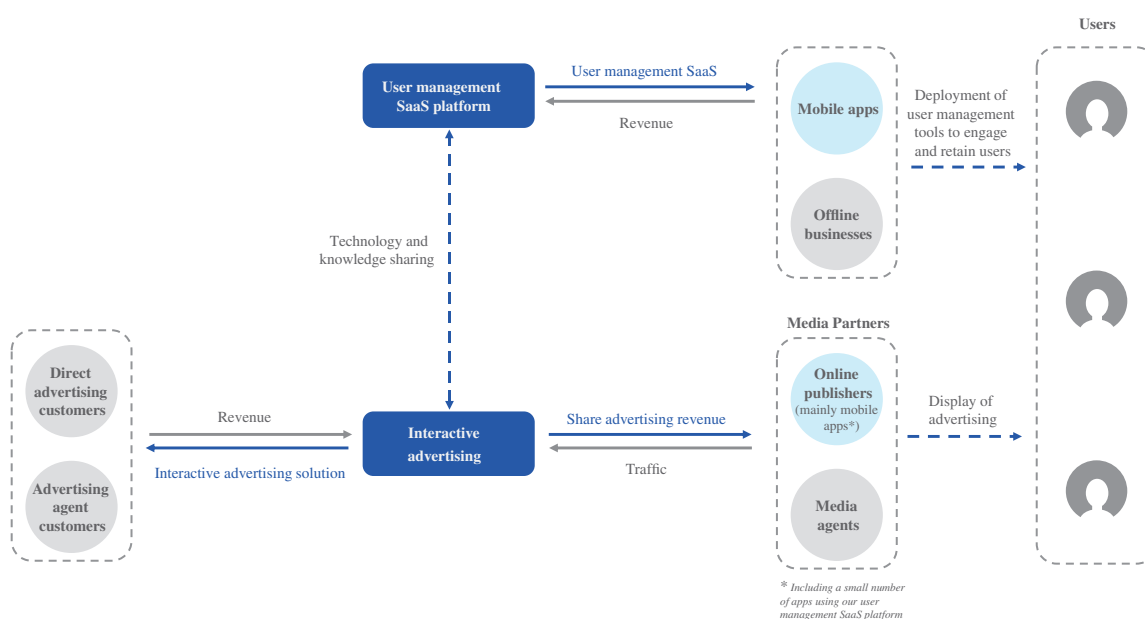 Users
User management
SaaS platform
User management SaaS
Revenue
Mobile apps
Offline
businesses
Deployment of
user management
tools to engage
and retain users
Technology and
knowledge sharing
Direct
advertising
customers
Advertising
agent
customers
Revenue
Interactive advertising solution
Interactive
advertising
Share advertising revenue
Traffic
Media Partners
Online
publishers
(mainly mobile
apps*)
Media
agents
Display of
advertising
* Including a small number
of apps using our user
management SaaS platform